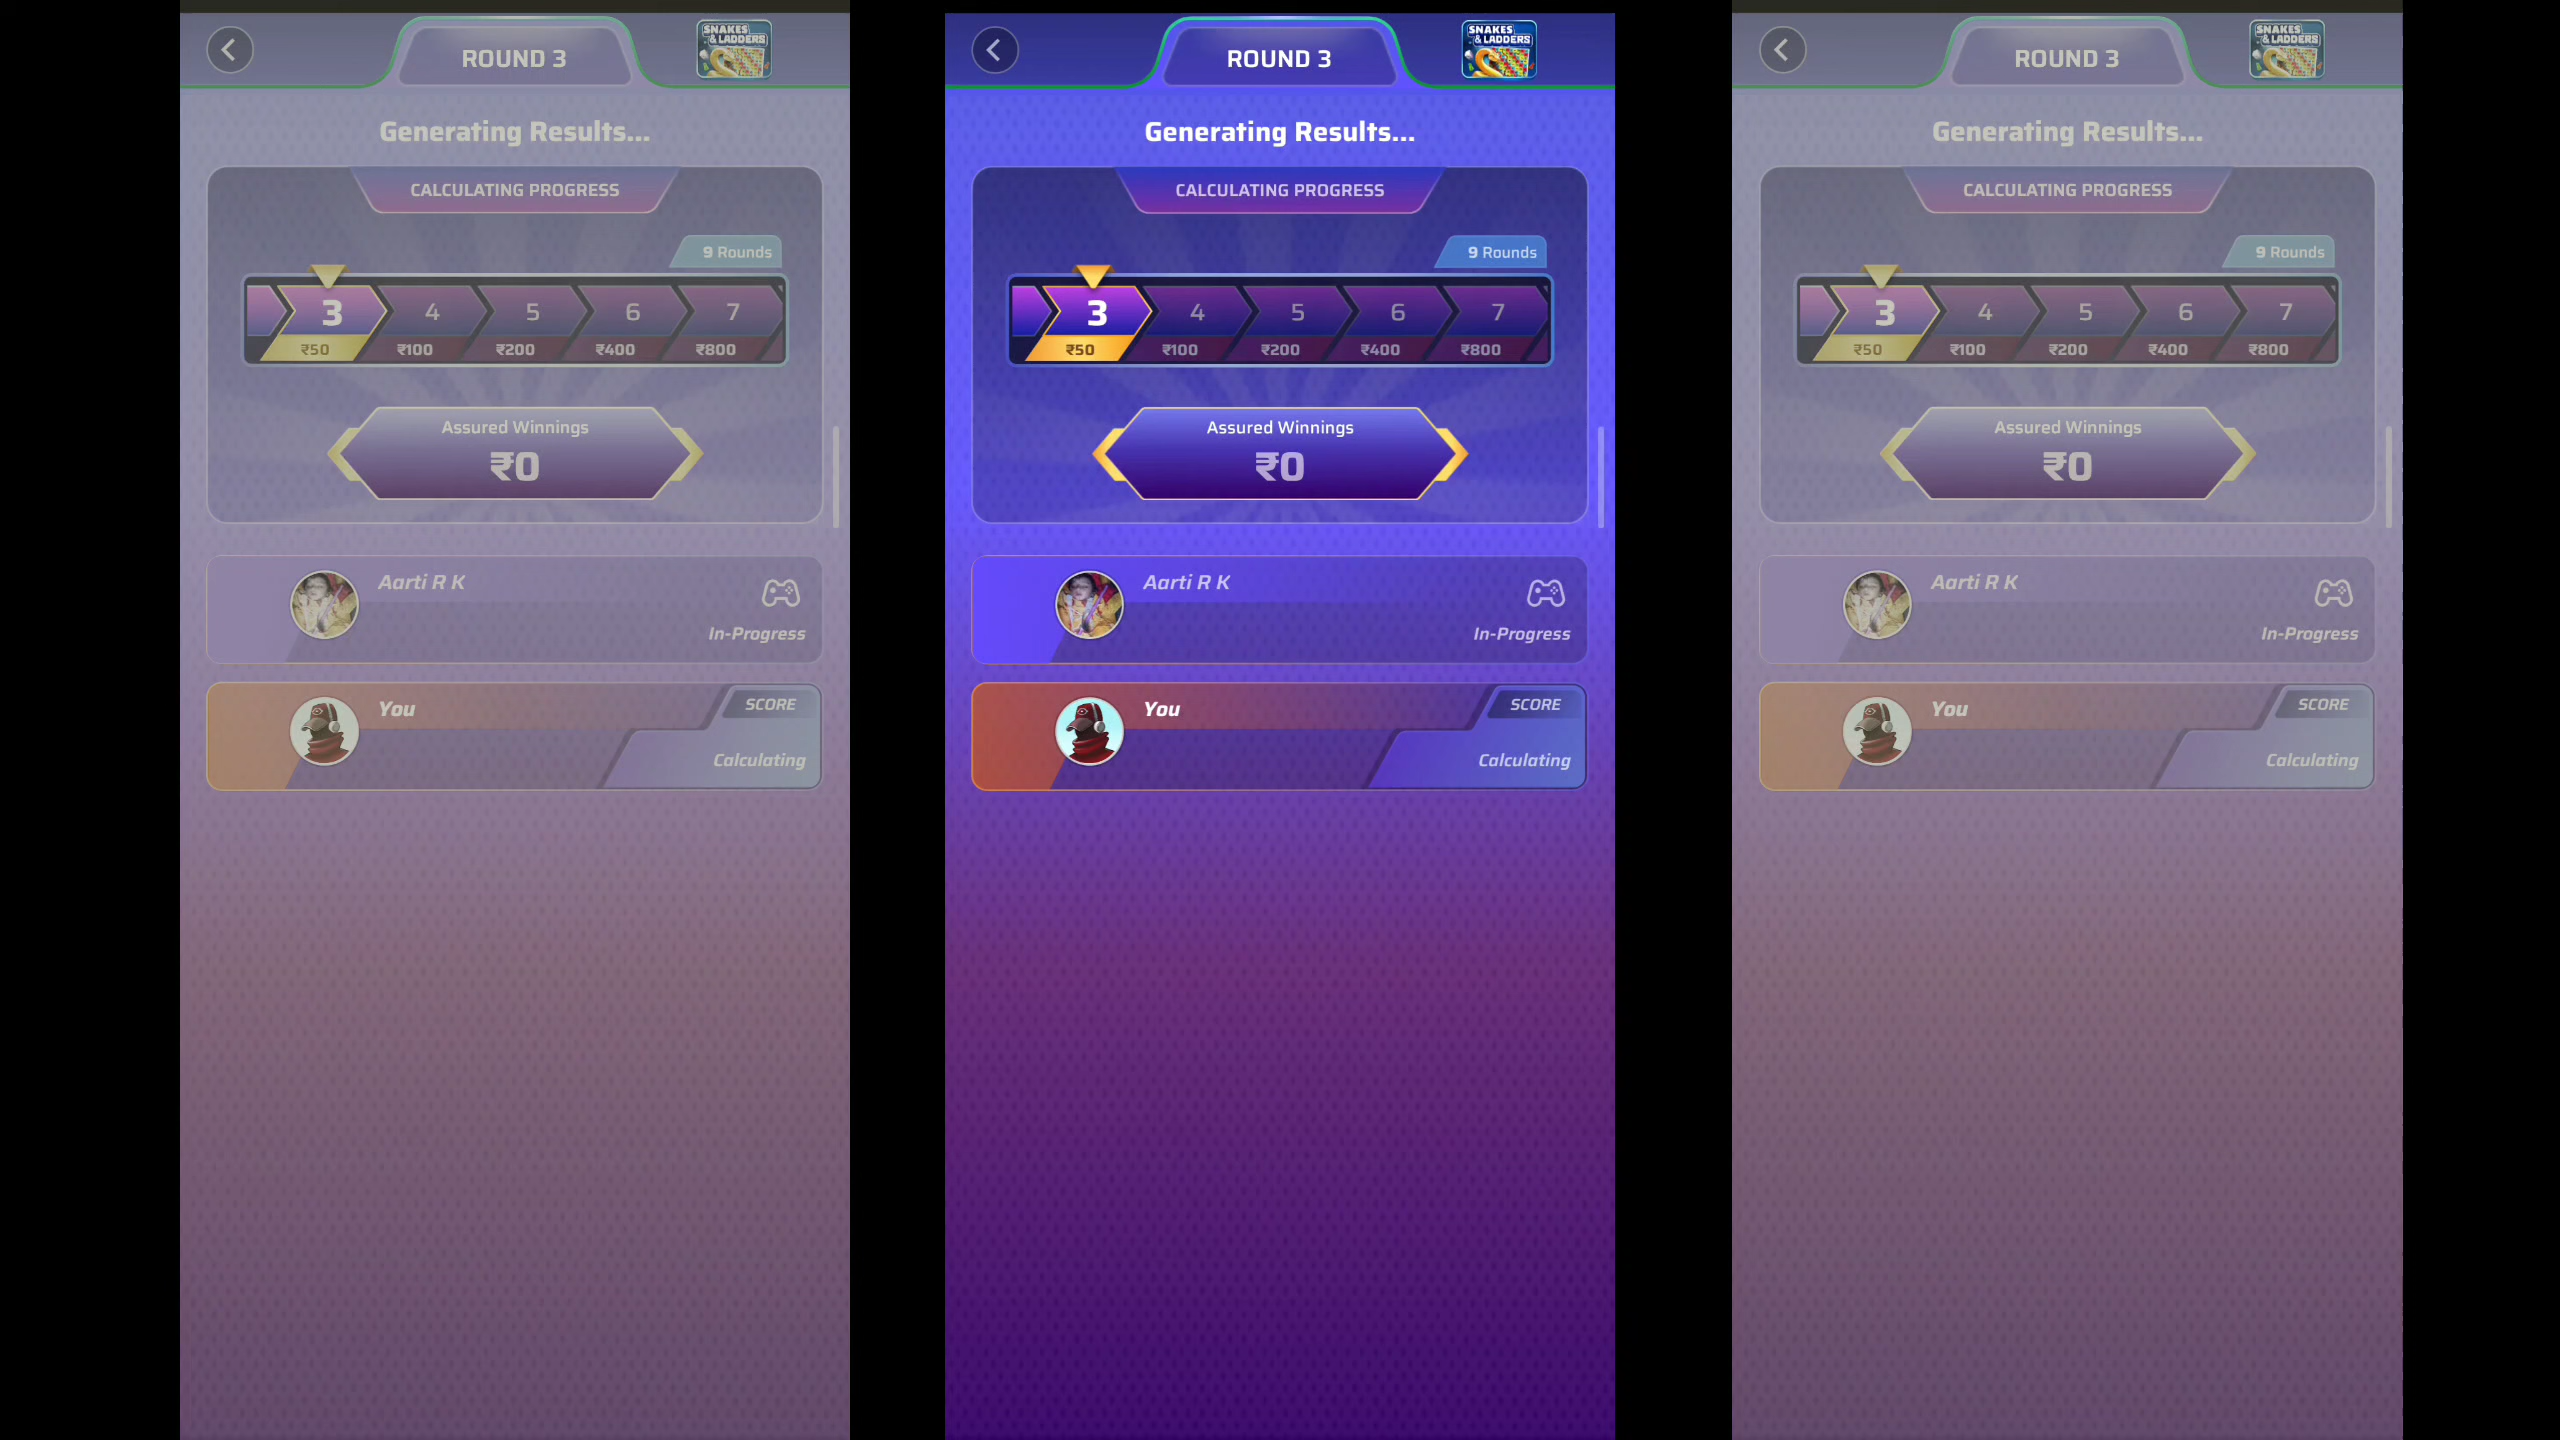 ROUND 3
SNAKES
& LADDERS
Generating Results...
CALCULATING PROGRESS
9 Rounds
3 4 5 6 7
₹50 ₹100 ₹200 ₹400 ₹800
Assured Winnings
₹0
Aarti R K
In-Progress
You
SCORE
Calculating
ROUND 3
SNAKES
& LADDERS
Generating Results...
CALCULATING PROGRESS
9 Rounds
3 4 5 6 7
₹50 ₹100 ₹200 ₹400 ₹800
Assured Winnings
₹0
Aarti R K
In-Progress
You
SCORE
Calculating
ROUND 3
SNAKES
& LADDERS
Generating Results...
CALCULATING PROGRESS
9 Rounds
3 4 5 6 7
₹50 ₹100 ₹200 ₹400 ₹800
Assured Winnings
₹0
Aarti R K
In-Progress
You
SCORE
Calculating